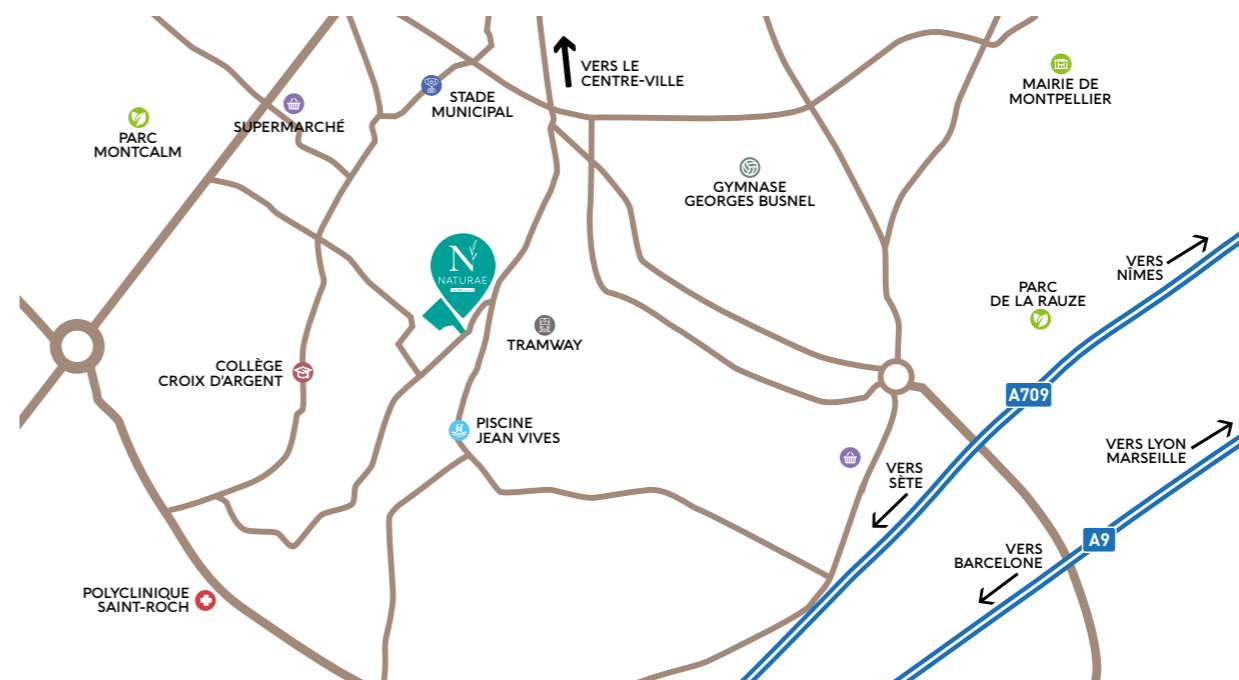 VERS LE
CENTRE-VILLE
MAIRIE DE
MONTPELLIER
STADE
MUNICIPAL
SUPERMARCHÉ
PARC
MONTCALM
GYMNASE
GEORGES BUSNEL
N
NATURAE
VERS
NÎMES
PARC
DE LA RAUZE
TRAMWAY
COLLÈGE
CROIX D'ARGENT
A709
PISCINE
JEAN VIVES
VERS LYON
MARSEILLE
VERS
SÈTE
A9
VERS
BARCELONE
POLYCLINIQUE
SAINT-ROCH